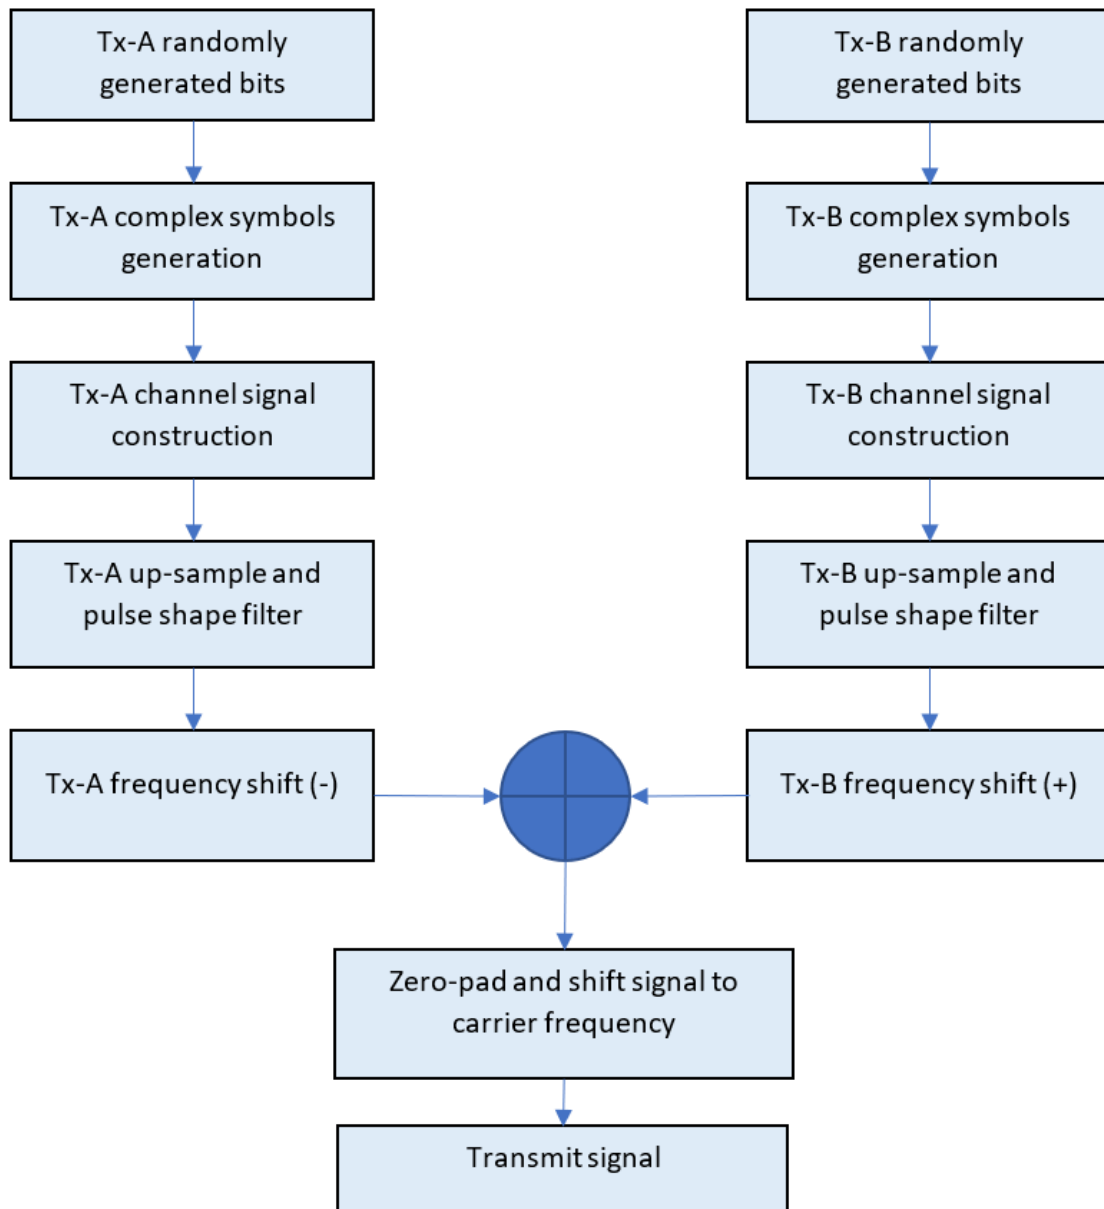 Tx-A randomly
generated bits
Tx-B randomly
generated bits
Tx-A complex symbols
generation
Tx-B complex symbols
generation
Tx-A channel signal
construction
Tx-B channel signal
construction
Tx-A up-sample and
pulse shape filter
Tx-B up-sample and
pulse shape filter
Tx-A frequency shift (-)
Tx-B frequency shift (+)
Zero-pad and shift signal to
carrier frequency
Transmit signal